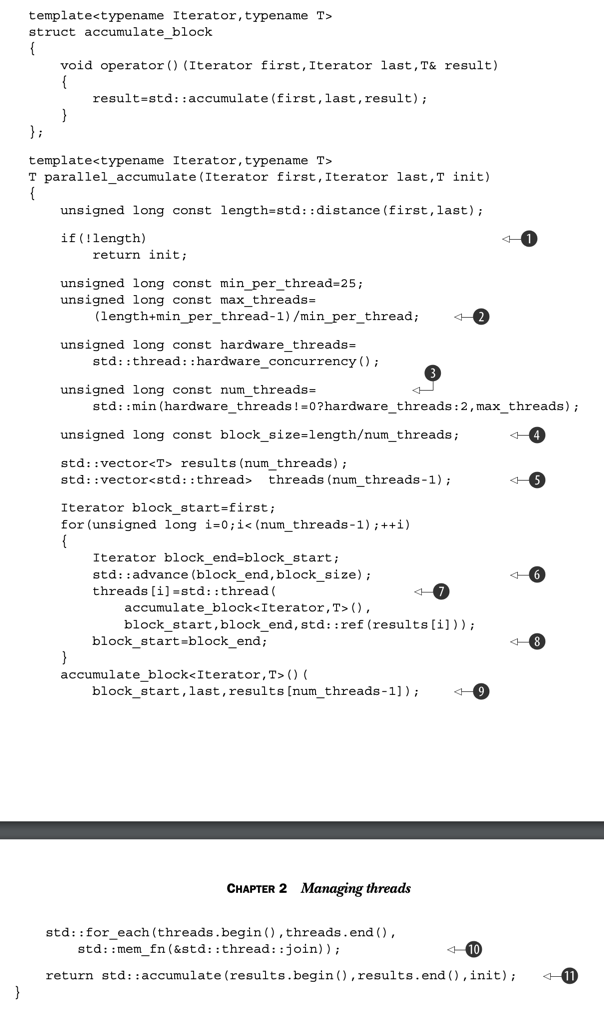 template<typename Iterator,typename T>
struct accumulate_block
{
    void operator()(Iterator first,Iterator last,T& result)
    {
        result=std::accumulate(first,last,result);
    }
};
template<typename Iterator,typename T>
T parallel_accumulate(Iterator first,Iterator last,T init)
{
    unsigned long const length=std::distance(first,last);
    if(!length) 1
        return init;
    unsigned long const min_per_thread=25;
    unsigned long const max_threads=
        (length+min_per_thread-1)/min_per_thread; 2
    unsigned long const hardware_threads=
        std::thread::hardware_concurrency();
3
    unsigned long const num_threads=
        std::min(hardware_threads!=0?hardware_threads:2,max_threads);
    unsigned long const block_size=length/num_threads; 4
    std::vector<T> results(num_threads);
    std::vector<std::thread>  threads(num_threads-1); 5
    Iterator block_start=first;
    for(unsigned long i=0;i<(num_threads-1);++i)
    {
        Iterator block_end=block_start;
        std::advance(block_end,block_size); 6
        threads[i]=std::thread( 7
            accumulate_block<Iterator,T>(),
            block_start,block_end,std::ref(results[i]));
        block_start=block_end; 8
    }
    accumulate_block<Iterator,T>()(
        block_start,last,results[num_threads-1]); 9
CHAPTER 2 Managing threads
    std::for_each(threads.begin(),threads.end(),
        std::mem_fn(&std::thread::join)); 10
    return std::accumulate(results.begin(),results.end(),init); 11
}